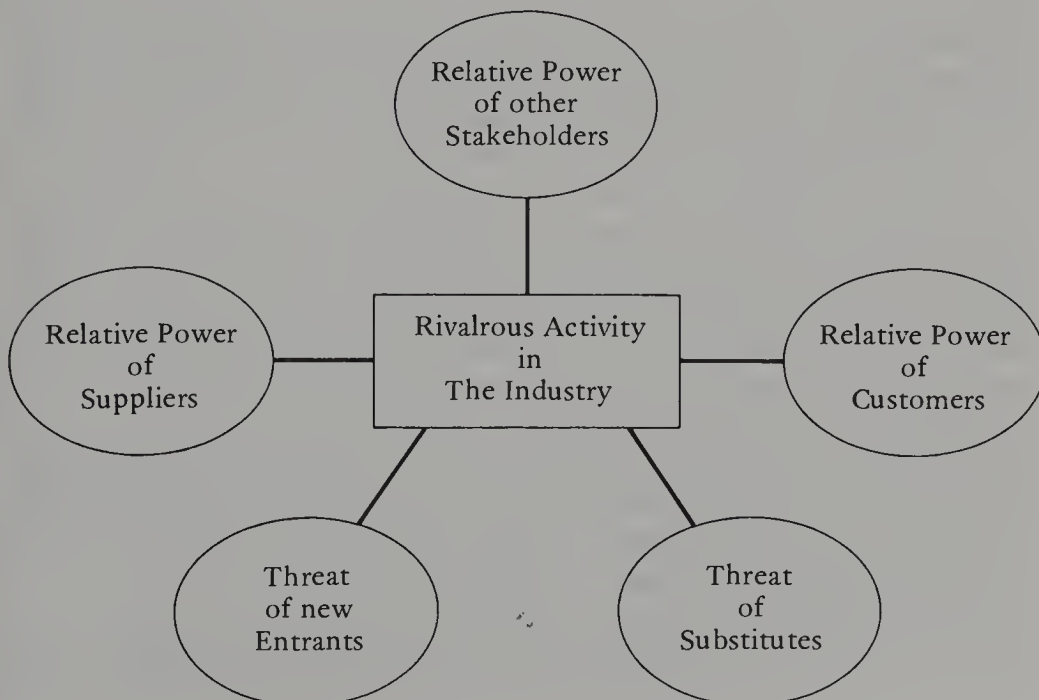 Relative Power
of other
Stakeholders
Relative Power
of
Suppliers
Rivalrous Activity
in
The Industry
Relative Power
of
Customers
Threat
of new
Entrants
Threat
of
Substitutes